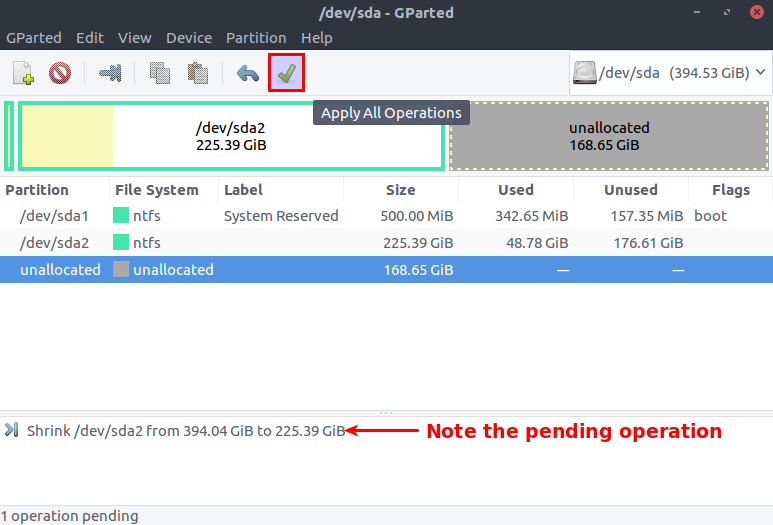 /dev/sda - GParted
GParted Edit View Device Partition Help
/dev/sda (394.53 GiB)
Apply All Operations
/dev/sda2
225.39 GiB
unallocated
168.65 GiB
Partition File System Label Size Used Unused Flags
/dev/sda1 ntfs System Reserved 500.00 MiB 342.65 MiB 157.35 MiB boot
/dev/sda2 ntfs 225.39 GiB 48.78 GiB 176.61 GiB
unallocated unallocated 168.65 GiB — —
Shrink /dev/sda2 from 394.04 GiB to 225.39 GiB
Note the pending operation
1 operation pending